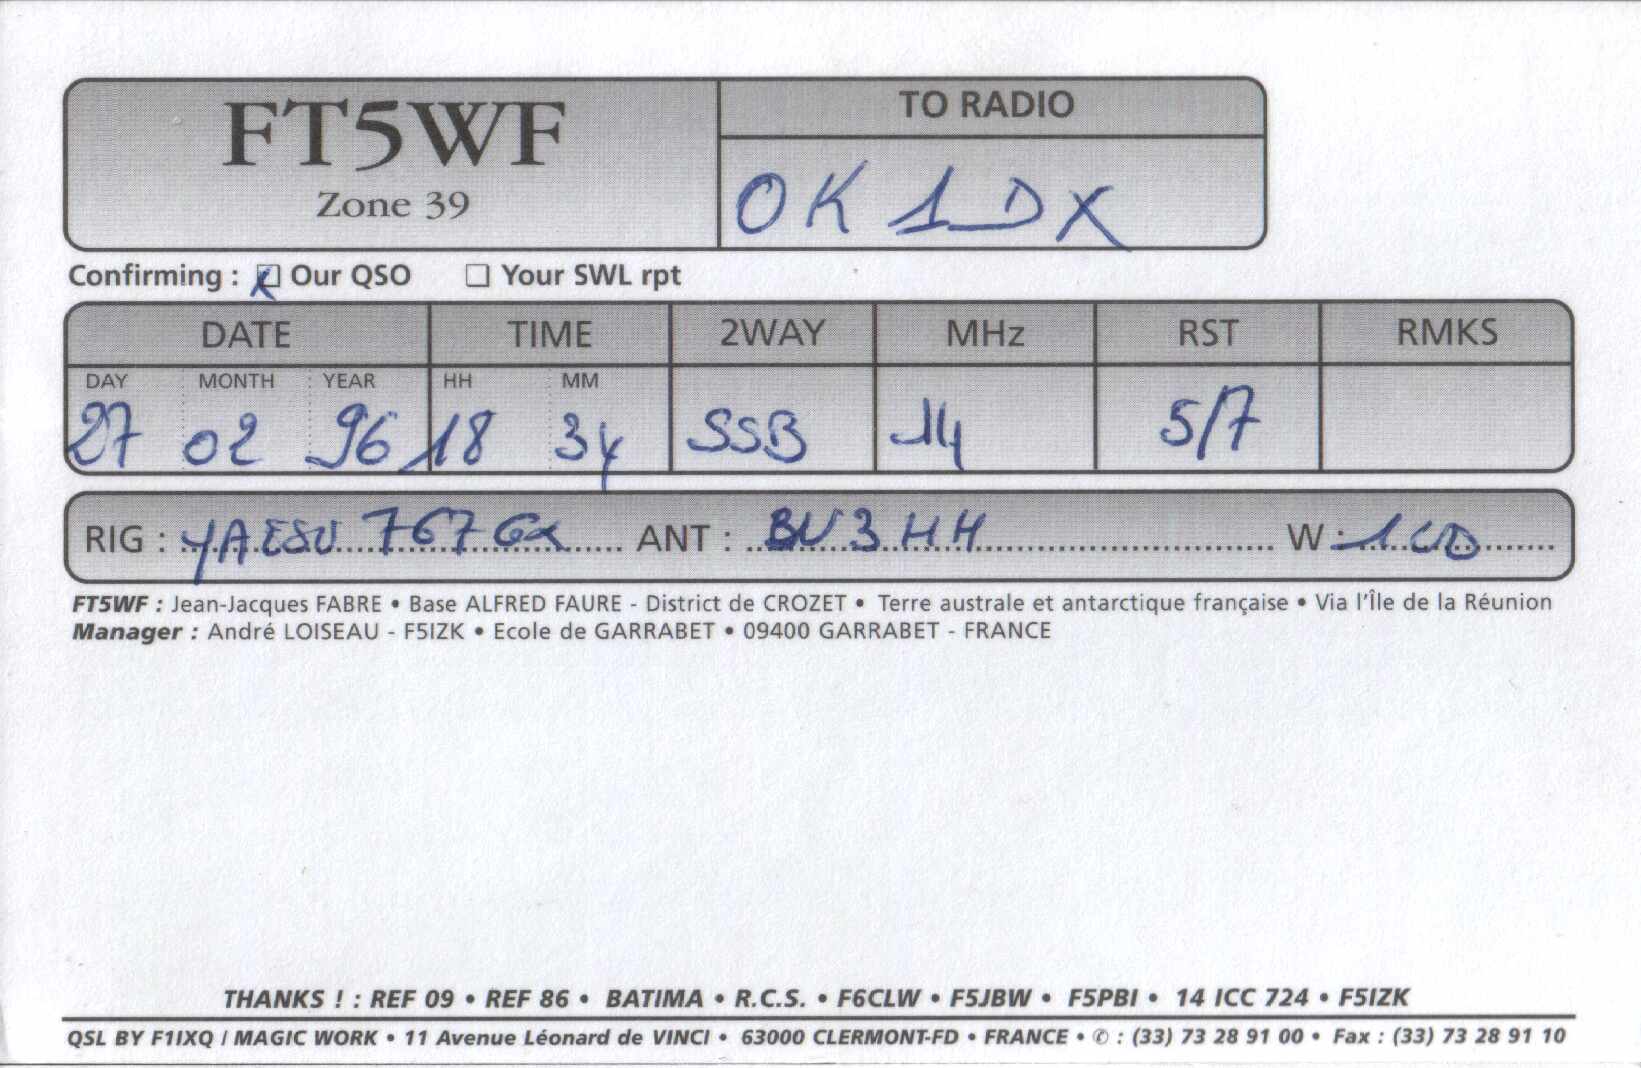 FT5WF
Zone 39
TO RADIO
OK1DX
Confirming : ☒ Our QSO ☐ Your SWL rpt
DATE TIME 2WAY MHz RST RMKS
DAY MONTH YEAR HH MM
27 02 96 18 34 SSB 14 5/7
RIG : YAESU 767 GX ANT : BV 3 HH W : 100
FT5WF : Jean-Jacques FABRE • Base ALFRED FAURE - District de CROZET • Terre australe et antarctique française • Via l'Île de la Réunion
Manager : André LOISEAU - F5IZK • Ecole de GARRABET • 09400 GARRABET - FRANCE
THANKS ! : REF 09 • REF 86 • BATIMA • R.C.S. • F6CLW • F5JBW • F5PBI • 14 ICC 724 • F5IZK
QSL BY F1IXQ / MAGIC WORK • 11 Avenue Léonard de VINCI • 63000 CLERMONT-FD • FRANCE • ✆ : (33) 73 28 91 00 • Fax : (33) 73 28 91 10